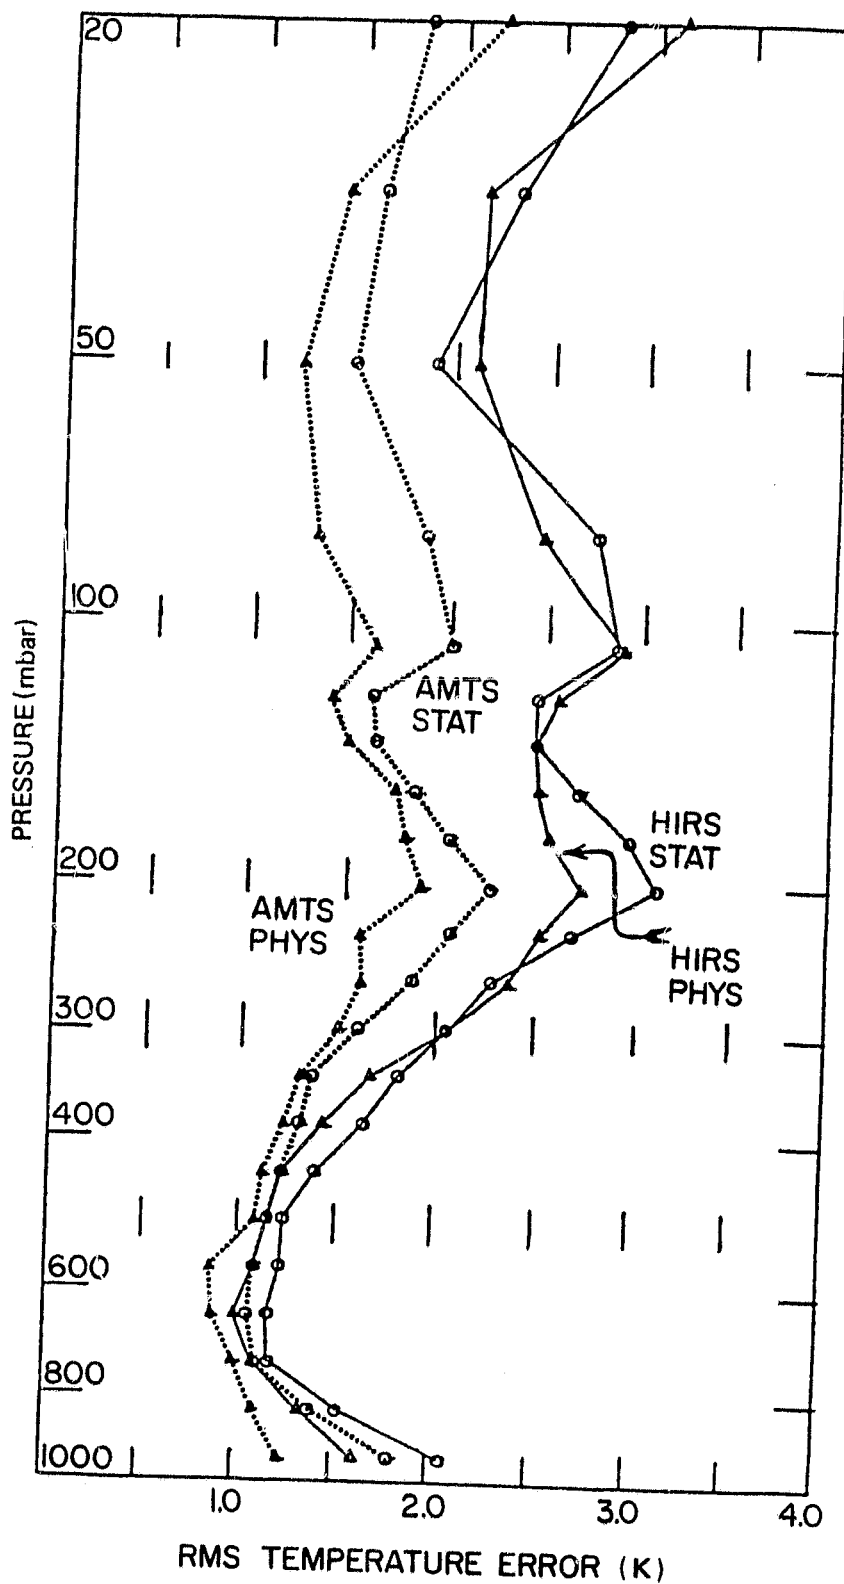 20
50
100
PRESSURE (mbar)
AMTS
STAT
HIRS
STAT
200
AMTS
PHYS
HIRS
PHYS
300
400
600
800
1000
1.0 2.0 3.0 4.0
RMS TEMPERATURE ERROR (K)